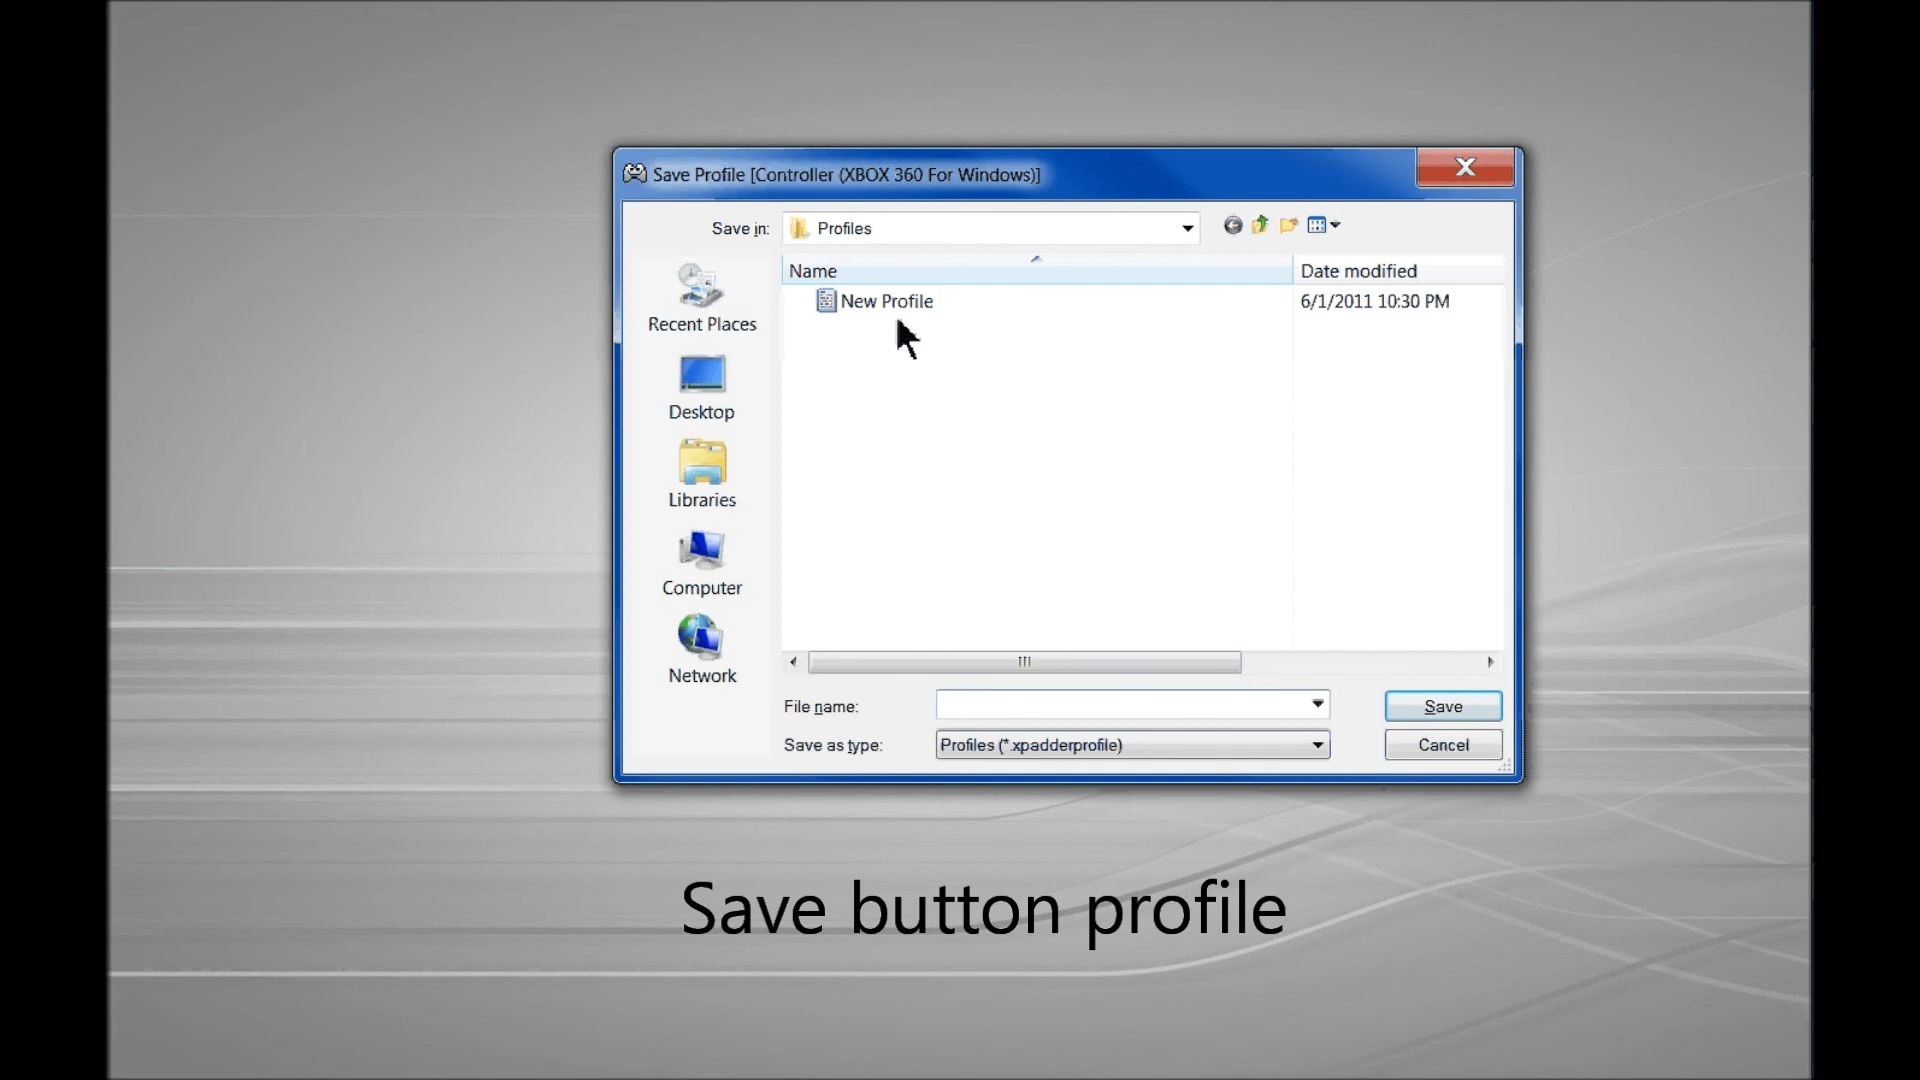 Save Profile [Controller (XBOX 360 For Windows)]
Save in: Profiles
Name Date modified
New Profile 6/1/2011 10:30 PM
Recent Places
Desktop
Libraries
Computer
Network
File name: Save
Save as type: Profiles (*.xpadderprofile) Cancel
Save button profile